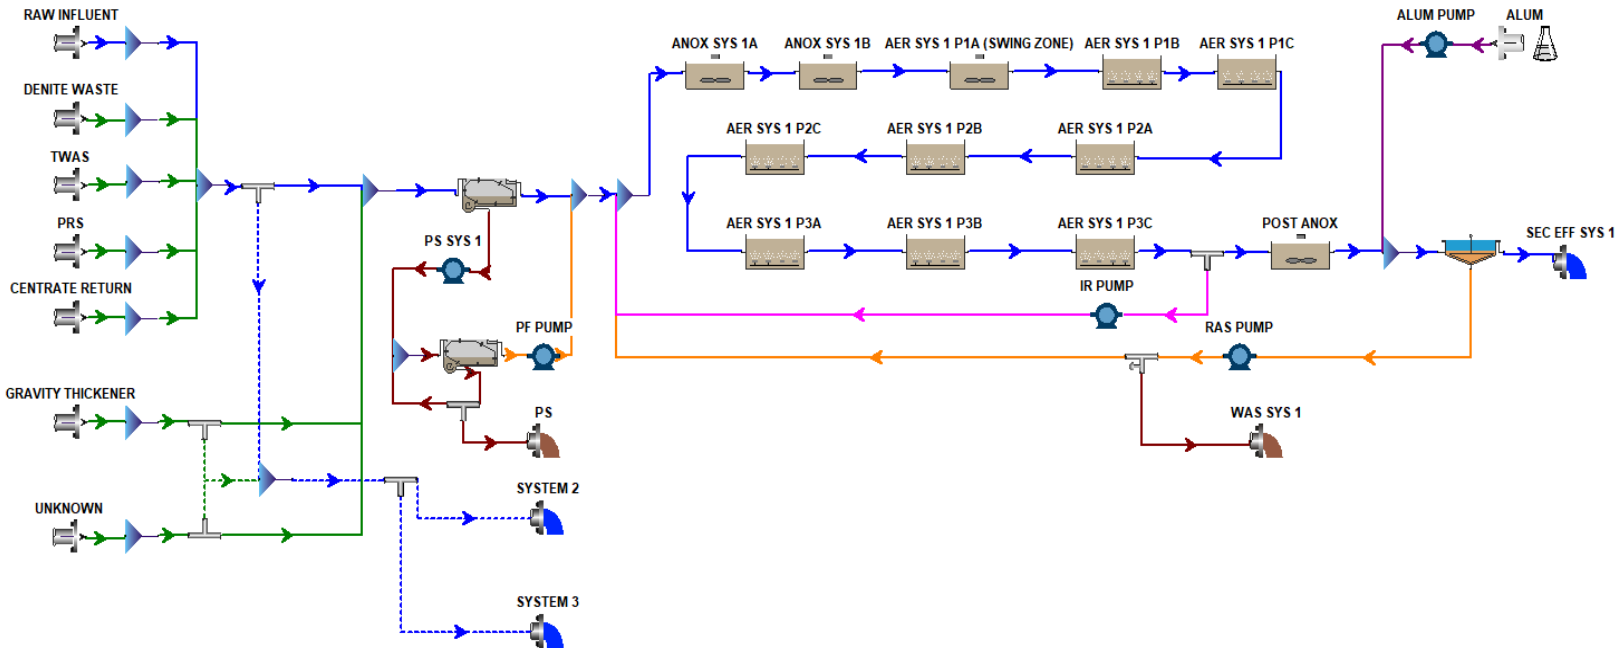 RAW INFLUENT
ALUM PUMP
ALUM
ANOX SYS 1A
ANOX SYS 1B
AER SYS 1 P1A (SWING ZONE)
AER SYS 1 P1B
AER SYS 1 P1C
DENITE WASTE
AER SYS 1 P2C
AER SYS 1 P2B
AER SYS 1 P2A
TWAS
PRS
AER SYS 1 P3A
AER SYS 1 P3B
AER SYS 1 P3C
POST ANOX
SEC EFF SYS 1
PS SYS 1
CENTRATE RETURN
IR PUMP
PF PUMP
RAS PUMP
GRAVITY THICKENER
PS
WAS SYS 1
SYSTEM 2
UNKNOWN
SYSTEM 3